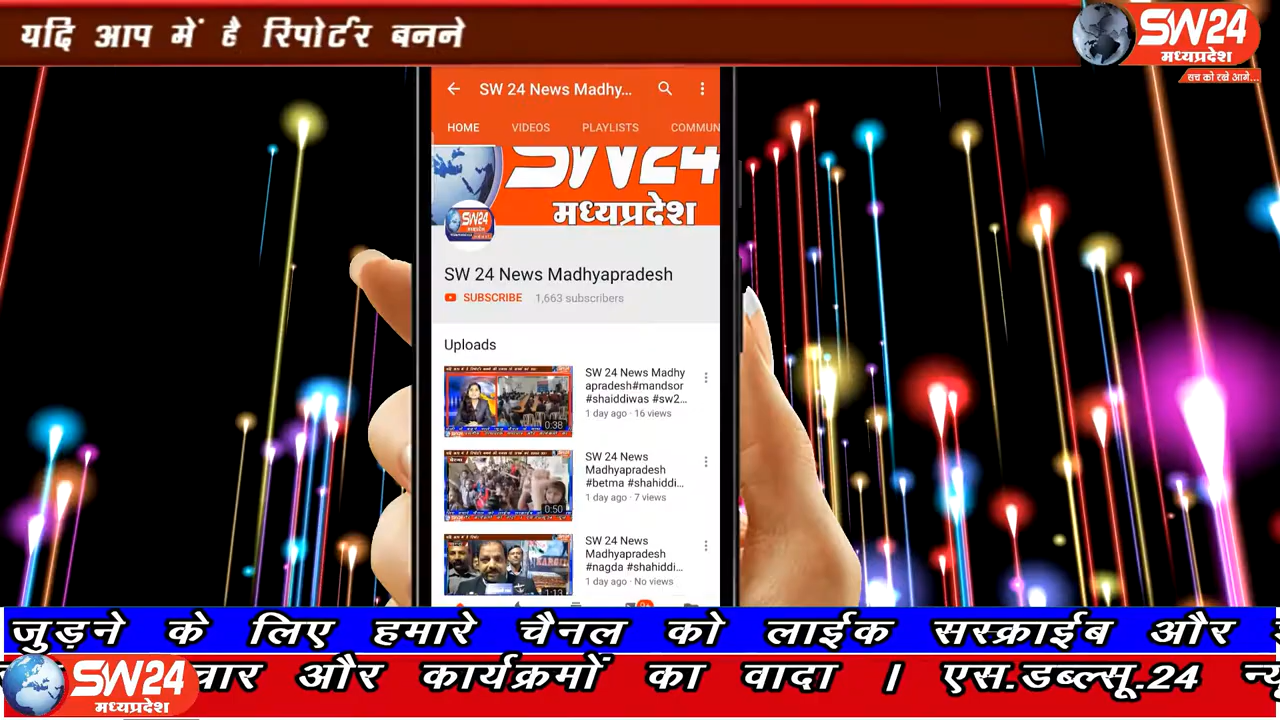 यदि आप में है रिपोर्टर बनने
SW24
मध्यप्रदेश
सच को रखे आगे...
SW 24 News Madhy...
HOME VIDEOS PLAYLISTS COMMUN
SW24
मध्यप्रदेश
SW24
SW 24 News Madhyapradesh
SUBSCRIBE 1,663 subscribers
Uploads
SW 24 News Madhy
apradesh#mandsor
#shaiddiwas #sw2...
1 day ago · 16 views
0:38
SW 24 News
Madhyapradesh
#betma #shahiddi...
1 day ago · 7 views
0:50
SW 24 News
Madhyapradesh
#nagda #shahiddi...
1 day ago · No views
1:13
9+
जुड़ने के लिए हमारे चैनल को लाईक सस्क्राईब और
और कार्यक्रमों का वादा । एस.डब्ल्सू.24
SW24
मध्यप्रदेश